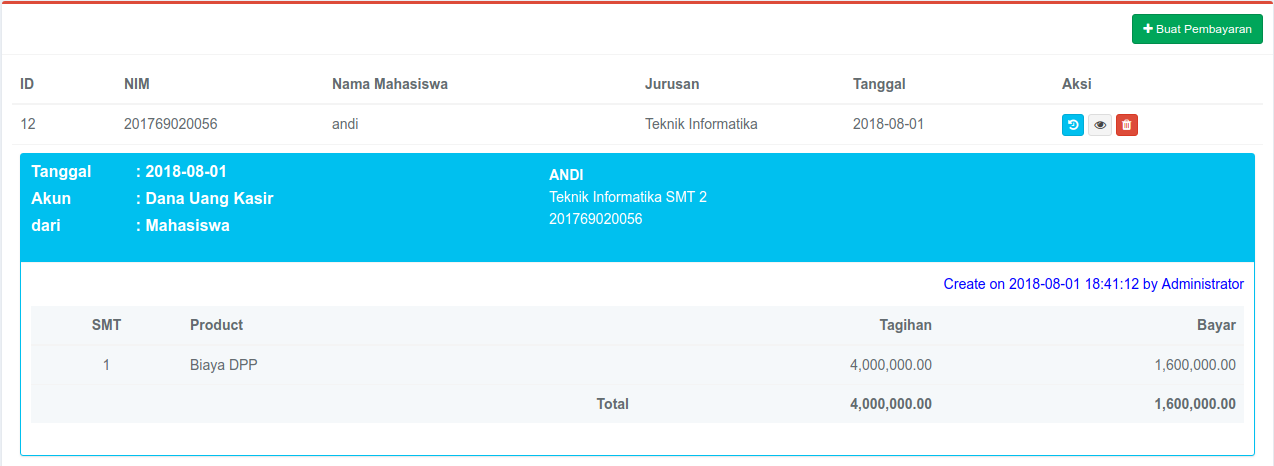 Buat Pembayaran
ID NIM Nama Mahasiswa Jurusan Tanggal Aksi
12 201769020056 andi Teknik Informatika 2018-08-01
Tanggal : 2018-08-01
Akun : Dana Uang Kasir
dari : Mahasiswa
ANDI
Teknik Informatika SMT 2
201769020056
Create on 2018-08-01 18:41:12 by Administrator
SMT Product Tagihan Bayar
1 Biaya DPP 4,000,000.00 1,600,000.00
Total 4,000,000.00 1,600,000.00